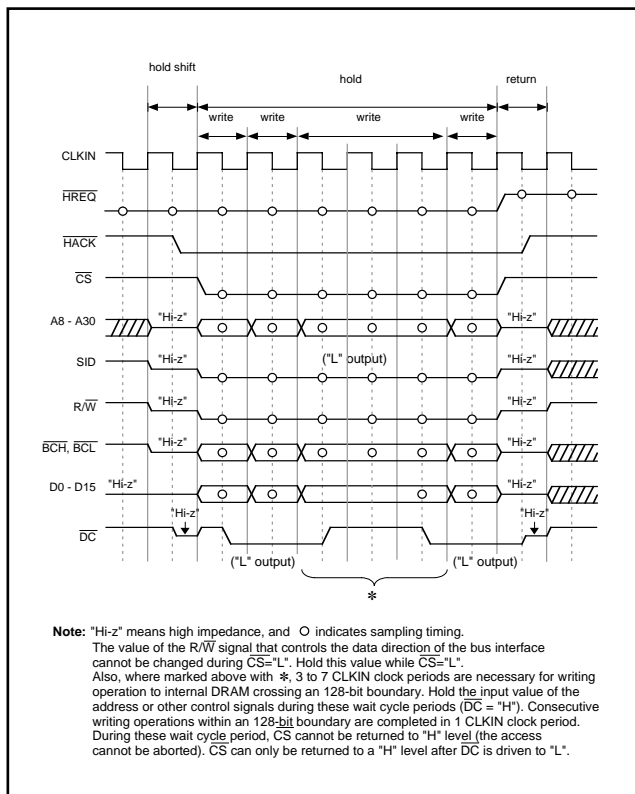 hold shift hold return
write write write write
CLKIN
HREQ
HACK
CS
A8 - A30 "Hi-z" "Hi-z"
SID "Hi-z" ("L" output) "Hi-z"
R/W "Hi-z" "Hi-z"
BCH, BCL "Hi-z" "Hi-z"
D0 - D15 "Hi-z" "Hi-z"
"Hi-z" "Hi-z"
DC
("L" output) ("L" output)
*
Note: "Hi-z" means high impedance, and O indicates sampling timing.
The value of the R/W signal that controls the data direction of the bus interface
cannot be changed during CS="L". Hold this value while CS="L".
Also, where marked above with *, 3 to 7 CLKIN clock periods are necessary for writing
operation to internal DRAM crossing an 128-bit boundary. Hold the input value of the
address or other control signals during these wait cycle periods (DC = "H"). Consecutive
writing operations within an 128-bit boundary are completed in 1 CLKIN clock period.
During these wait cycle period, CS cannot be returned to "H" level (the access
cannot be aborted). CS can only be returned to a "H" level after DC is driven to "L".